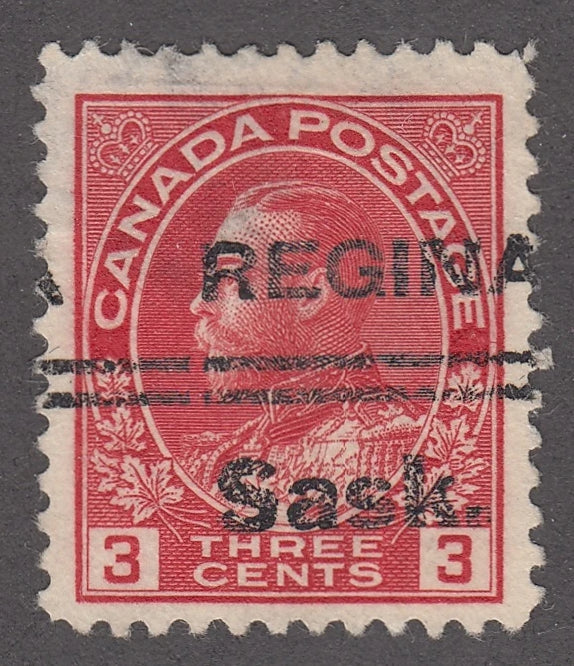 CANADA POSTAGE
A REGINA
Sask.
3 THREE 3
CENTS